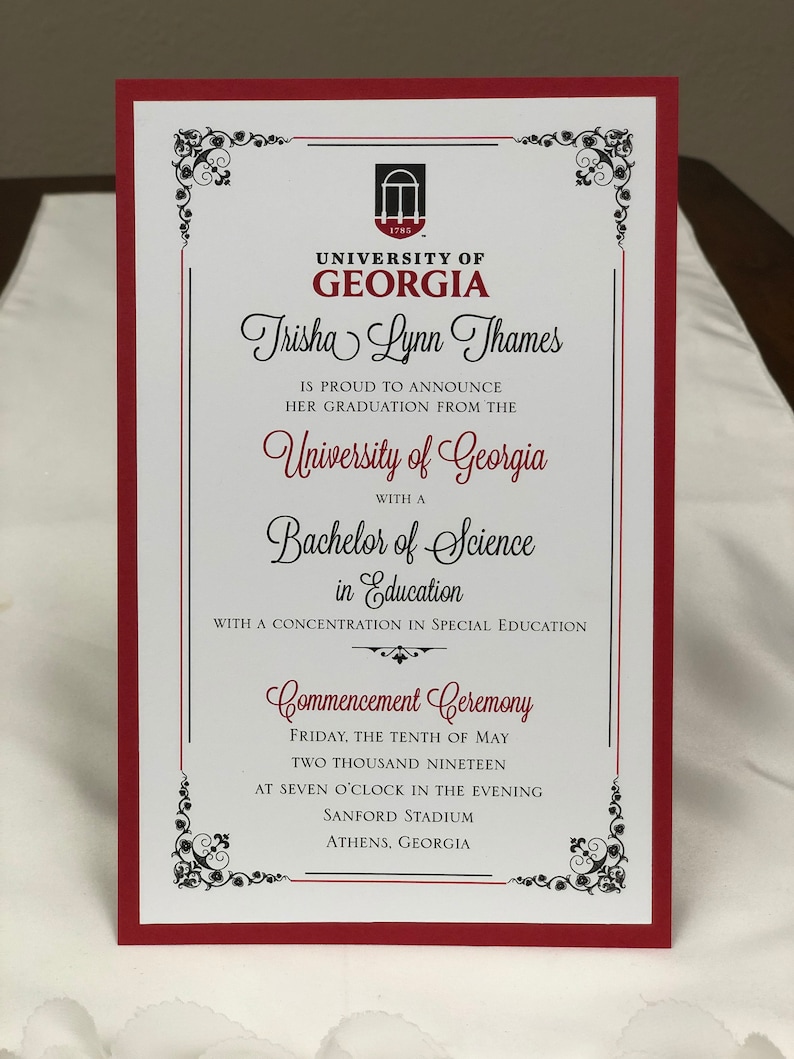 1785
UNIVERSITY OF
GEORGIA
Trisha Lynn Thames
IS PROUD TO ANNOUNCE
HER GRADUATION FROM THE
University of Georgia
WITH A
Bachelor of Science
in Education
WITH A CONCENTRATION IN SPECIAL EDUCATION
Commencement Ceremony
FRIDAY, THE TENTH OF MAY
TWO THOUSAND NINETEEN
AT SEVEN O'CLOCK IN THE EVENING
SANFORD STADIUM
ATHENS, GEORGIA